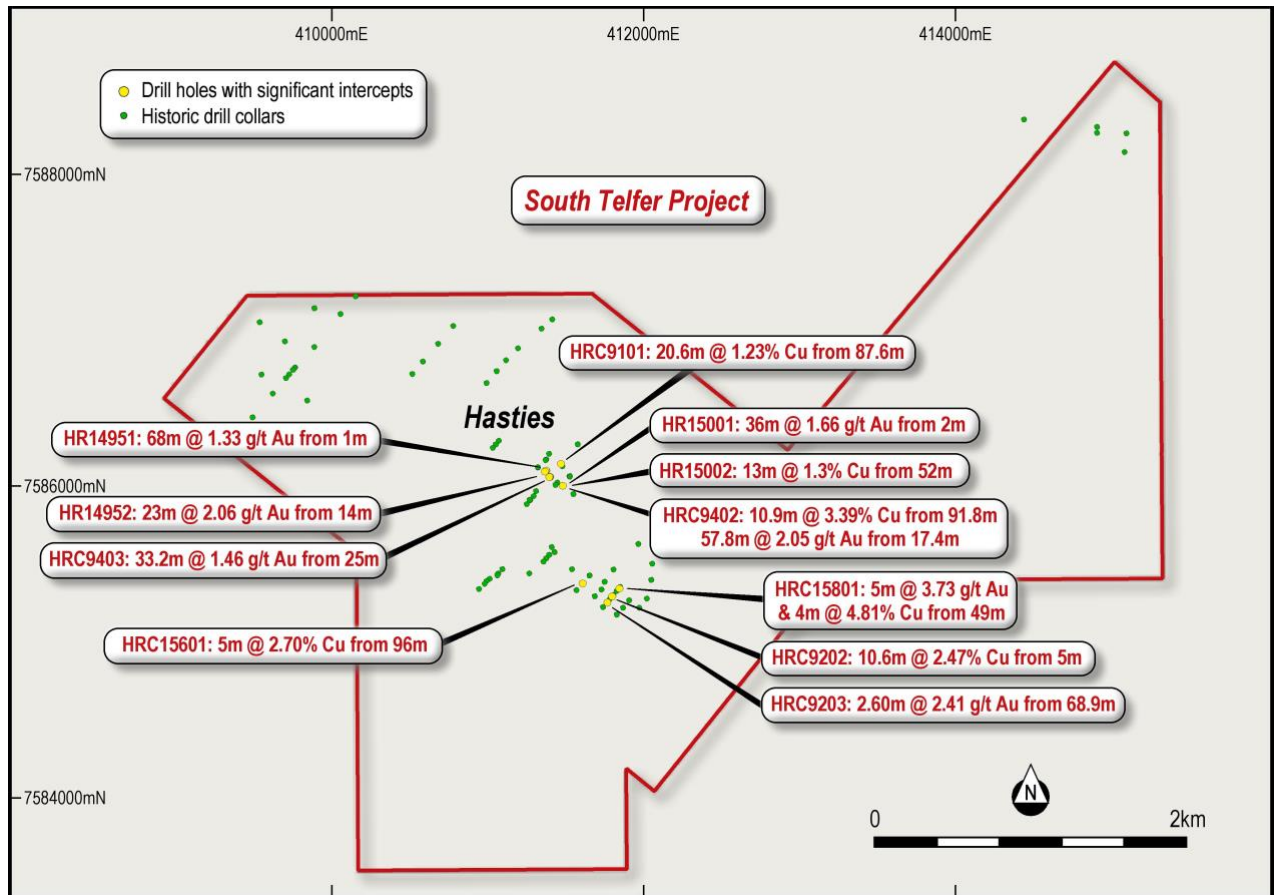 410000mE
412000mE
414000mE
Drill holes with significant intercepts
Historic drill collars
7588000mN
South Telfer Project
HRC9101: 20.6m @ 1.23% Cu from 87.6m
Hasties
HR14951: 68m @ 1.33 g/t Au from 1m
HR15001: 36m @ 1.66 g/t Au from 2m
HR15002: 13m @ 1.3% Cu from 52m
7586000mN
HR14952: 23m @ 2.06 g/t Au from 14m
HRC9402: 10.9m @ 3.39% Cu from 91.8m
57.8m @ 2.05 g/t Au from 17.4m
HRC9403: 33.2m @ 1.46 g/t Au from 25m
HRC15801: 5m @ 3.73 g/t Au
& 4m @ 4.81% Cu from 49m
HRC15601: 5m @ 2.70% Cu from 96m
HRC9202: 10.6m @ 2.47% Cu from 5m
HRC9203: 2.60m @ 2.41 g/t Au from 68.9m
7584000mN
N
0
2km